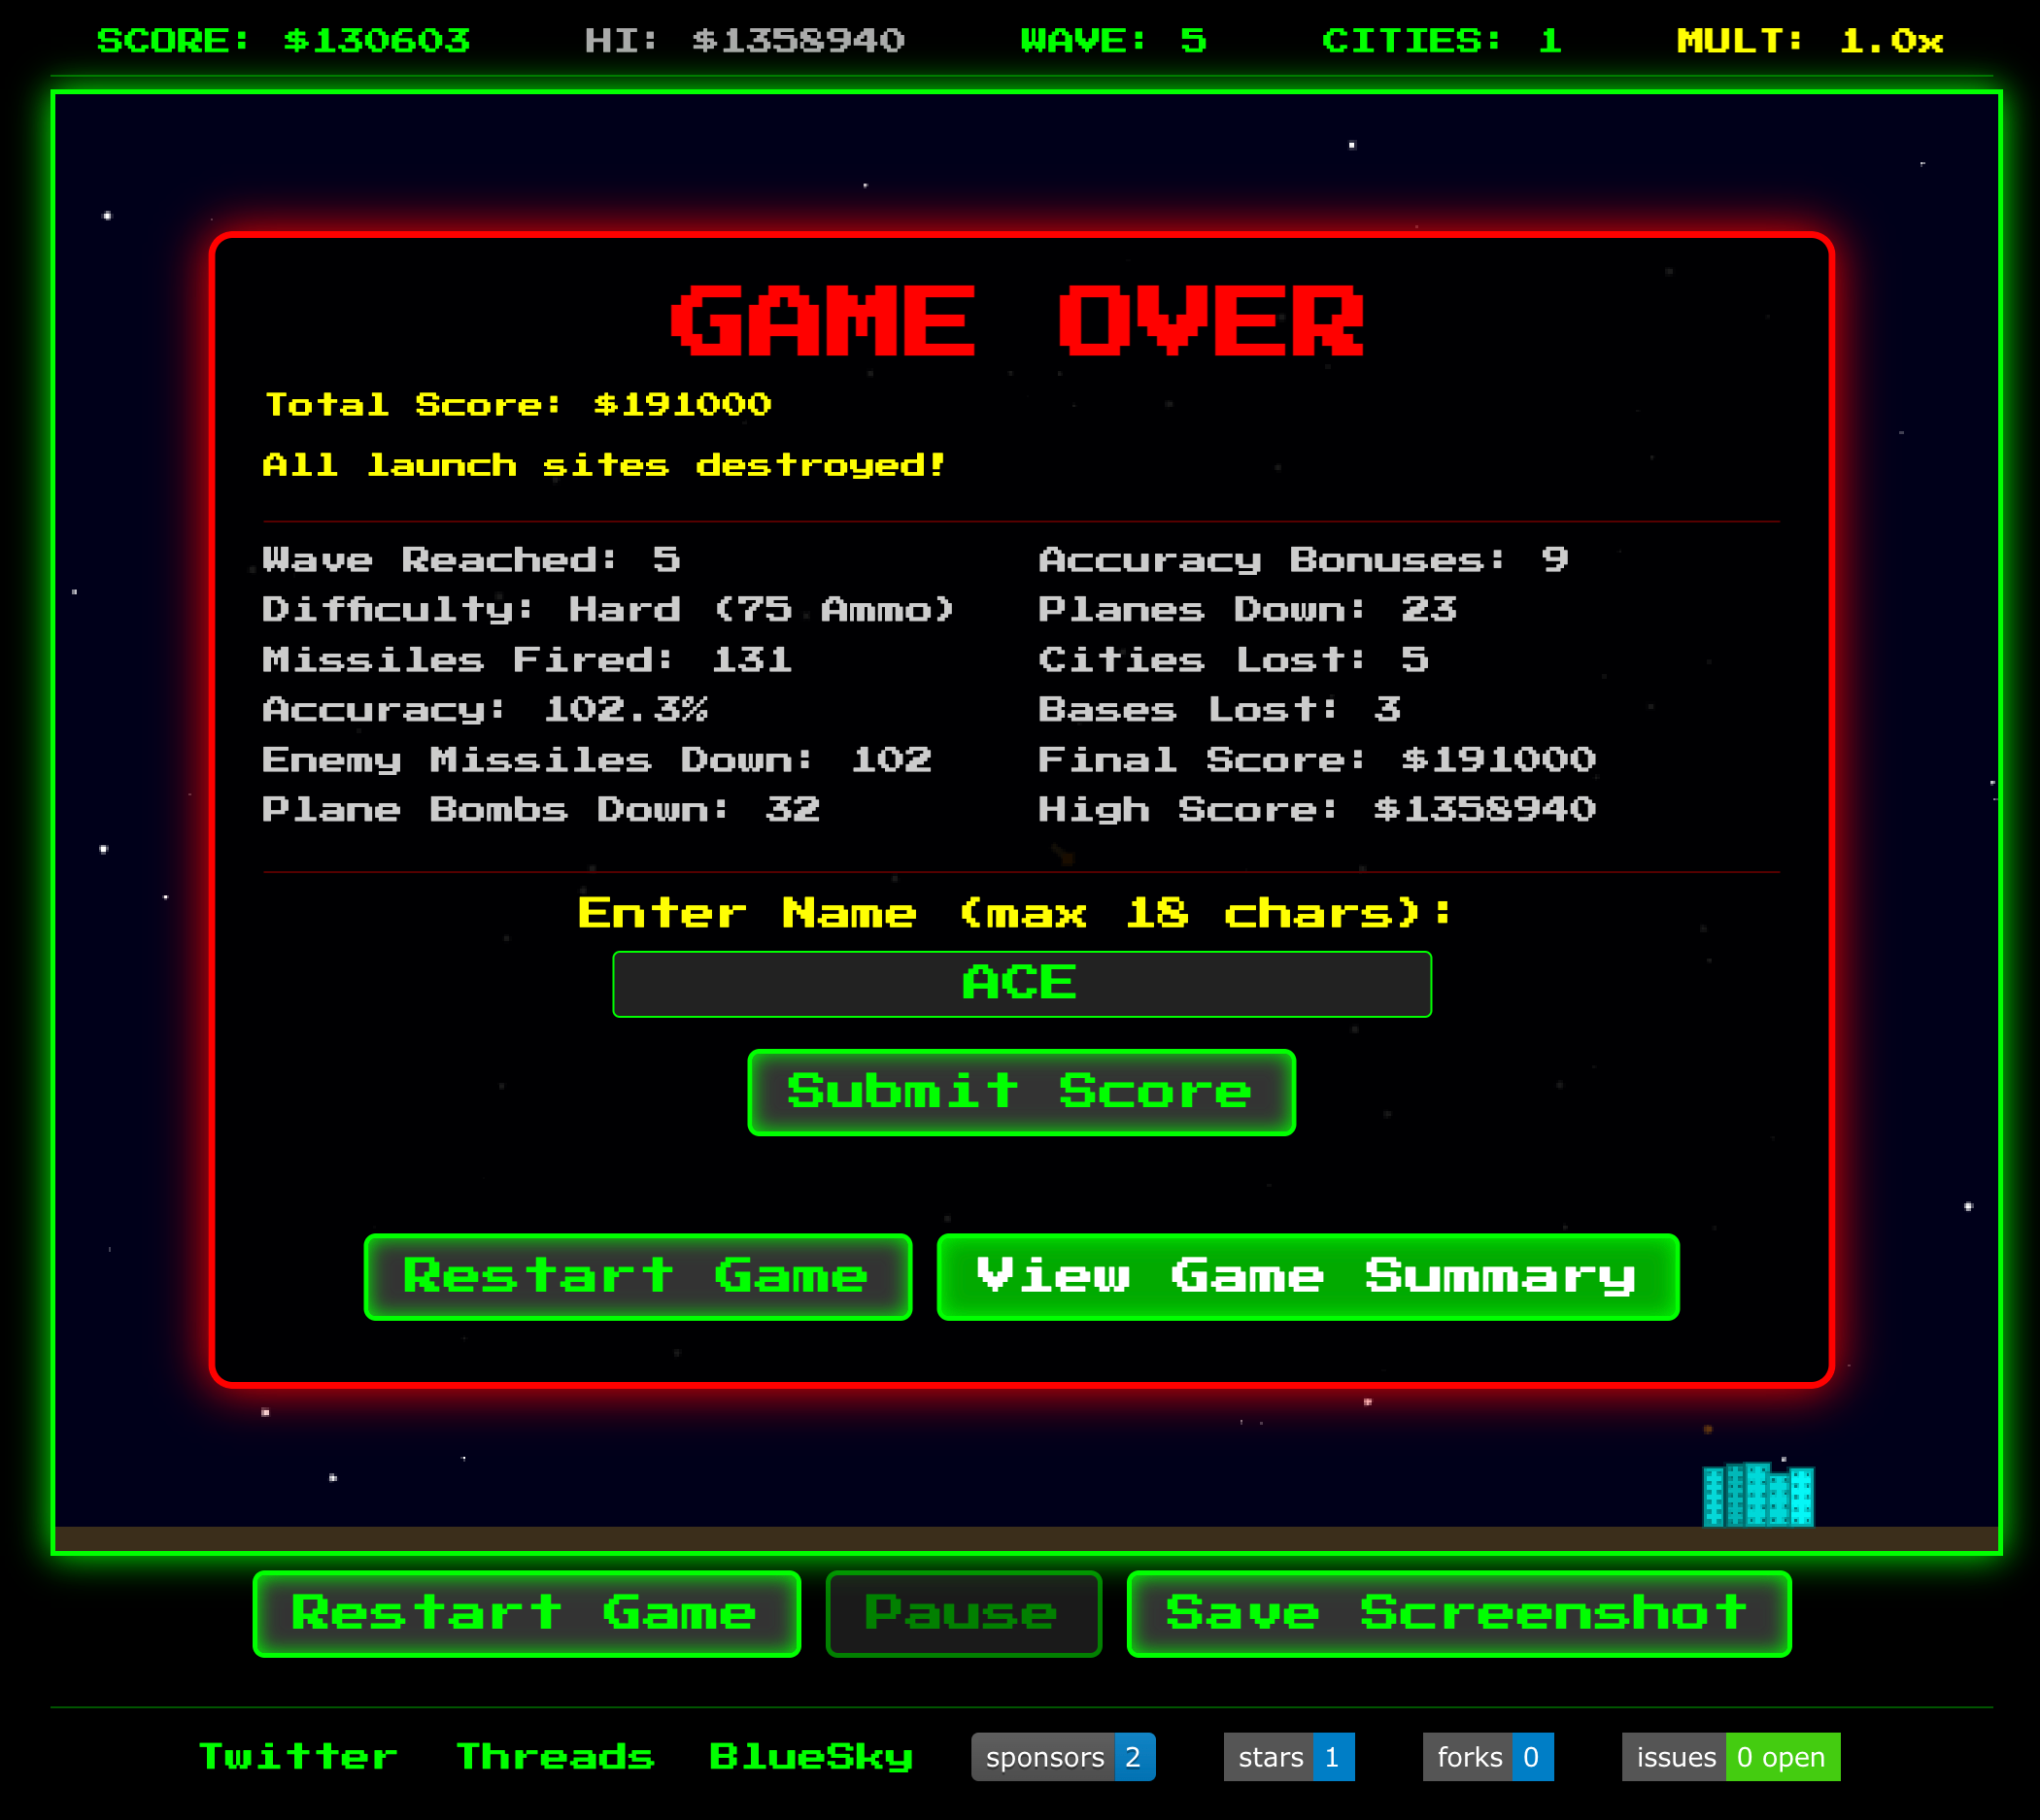 SCORE: $130603 HI: $1358940 WAVE: 5 CITIES: 1 MULT: 1.0x
GAME OVER
Total Score: $191000
All launch sites destroyed!
Wave Reached: 5
Difficulty: Hard (75 Ammo)
Missiles Fired: 131
Accuracy: 102.3%
Enemy Missiles Down: 102
Plane Bombs Down: 32
Accuracy Bonuses: 9
Planes Down: 23
Cities Lost: 5
Bases Lost: 3
Final Score: $191000
High Score: $1358940
Enter Name (max 18 chars):
ACE
Submit Score
Restart Game View Game Summary
Restart Game Pause Save Screenshot
Twitter Threads BlueSky sponsors 2 stars 1 forks 0 issues 0 open